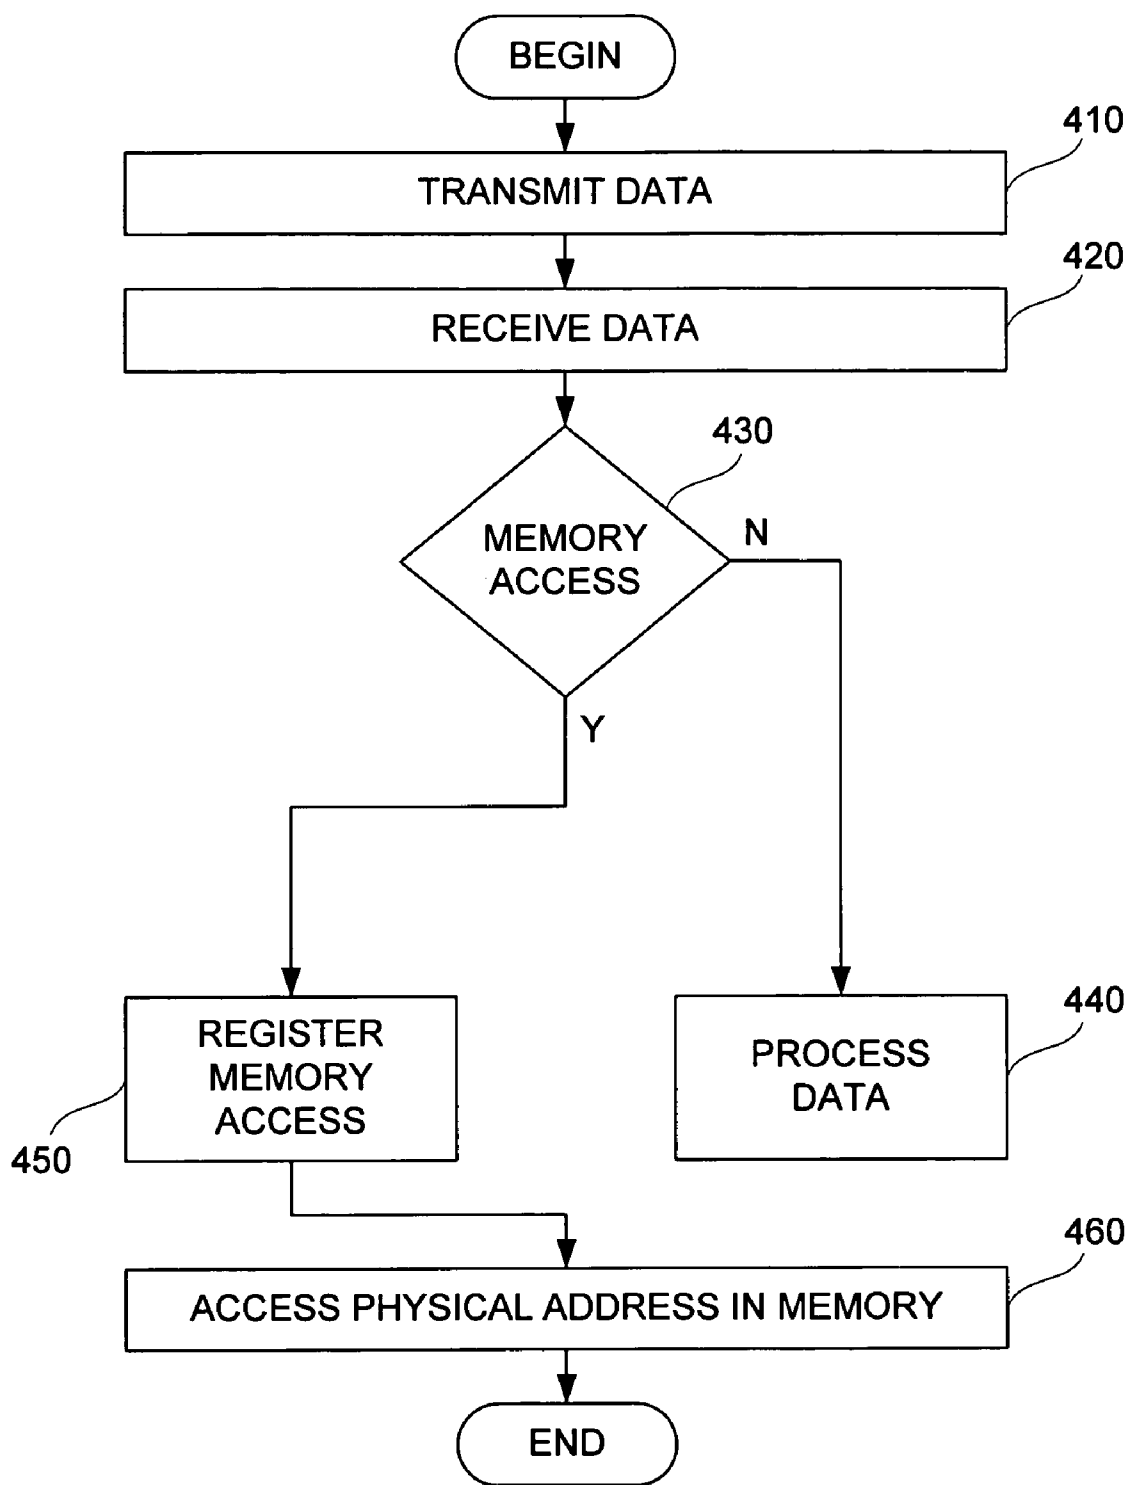 BEGIN
410
TRANSMIT DATA
420
RECEIVE DATA
430
MEMORY
ACCESS
N
Y
REGISTER
MEMORY
ACCESS
450
PROCESS
DATA
440
460
ACCESS PHYSICAL ADDRESS IN MEMORY
END